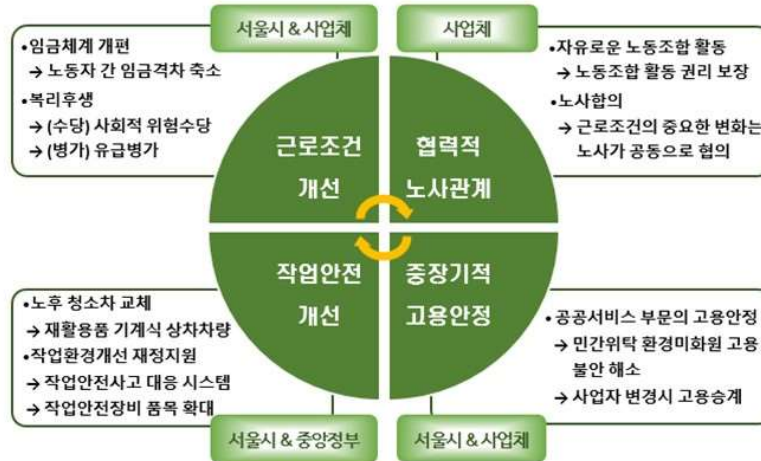 서울시 & 사업체
•임금체계 개편
→ 노동자 간 임금격차 축소
•복리후생
→ (수당) 사회적 위험수당
→ (병가) 유급병가
사업체
•자유로운 노동조합 활동
→ 노동조합 활동 권리 보장
•노사합의
→ 근로조건의 중요한 변화는
노사가 공동으로 협의
근로조건
개선
협력적
노사관계
작업안전
개선
중장기적
고용안정
•노후 청소차 교체
→ 재활용품 기계식 상차차량
•작업환경개선 재정지원
→ 작업안전사고 대응 시스템
→ 작업안전장비 품목 확대
서울시 & 중앙정부
•공공서비스 부문의 고용안정
→ 민간위탁 환경미화원 고용
불안 해소
→ 사업자 변경시 고용승계
서울시 & 사업체